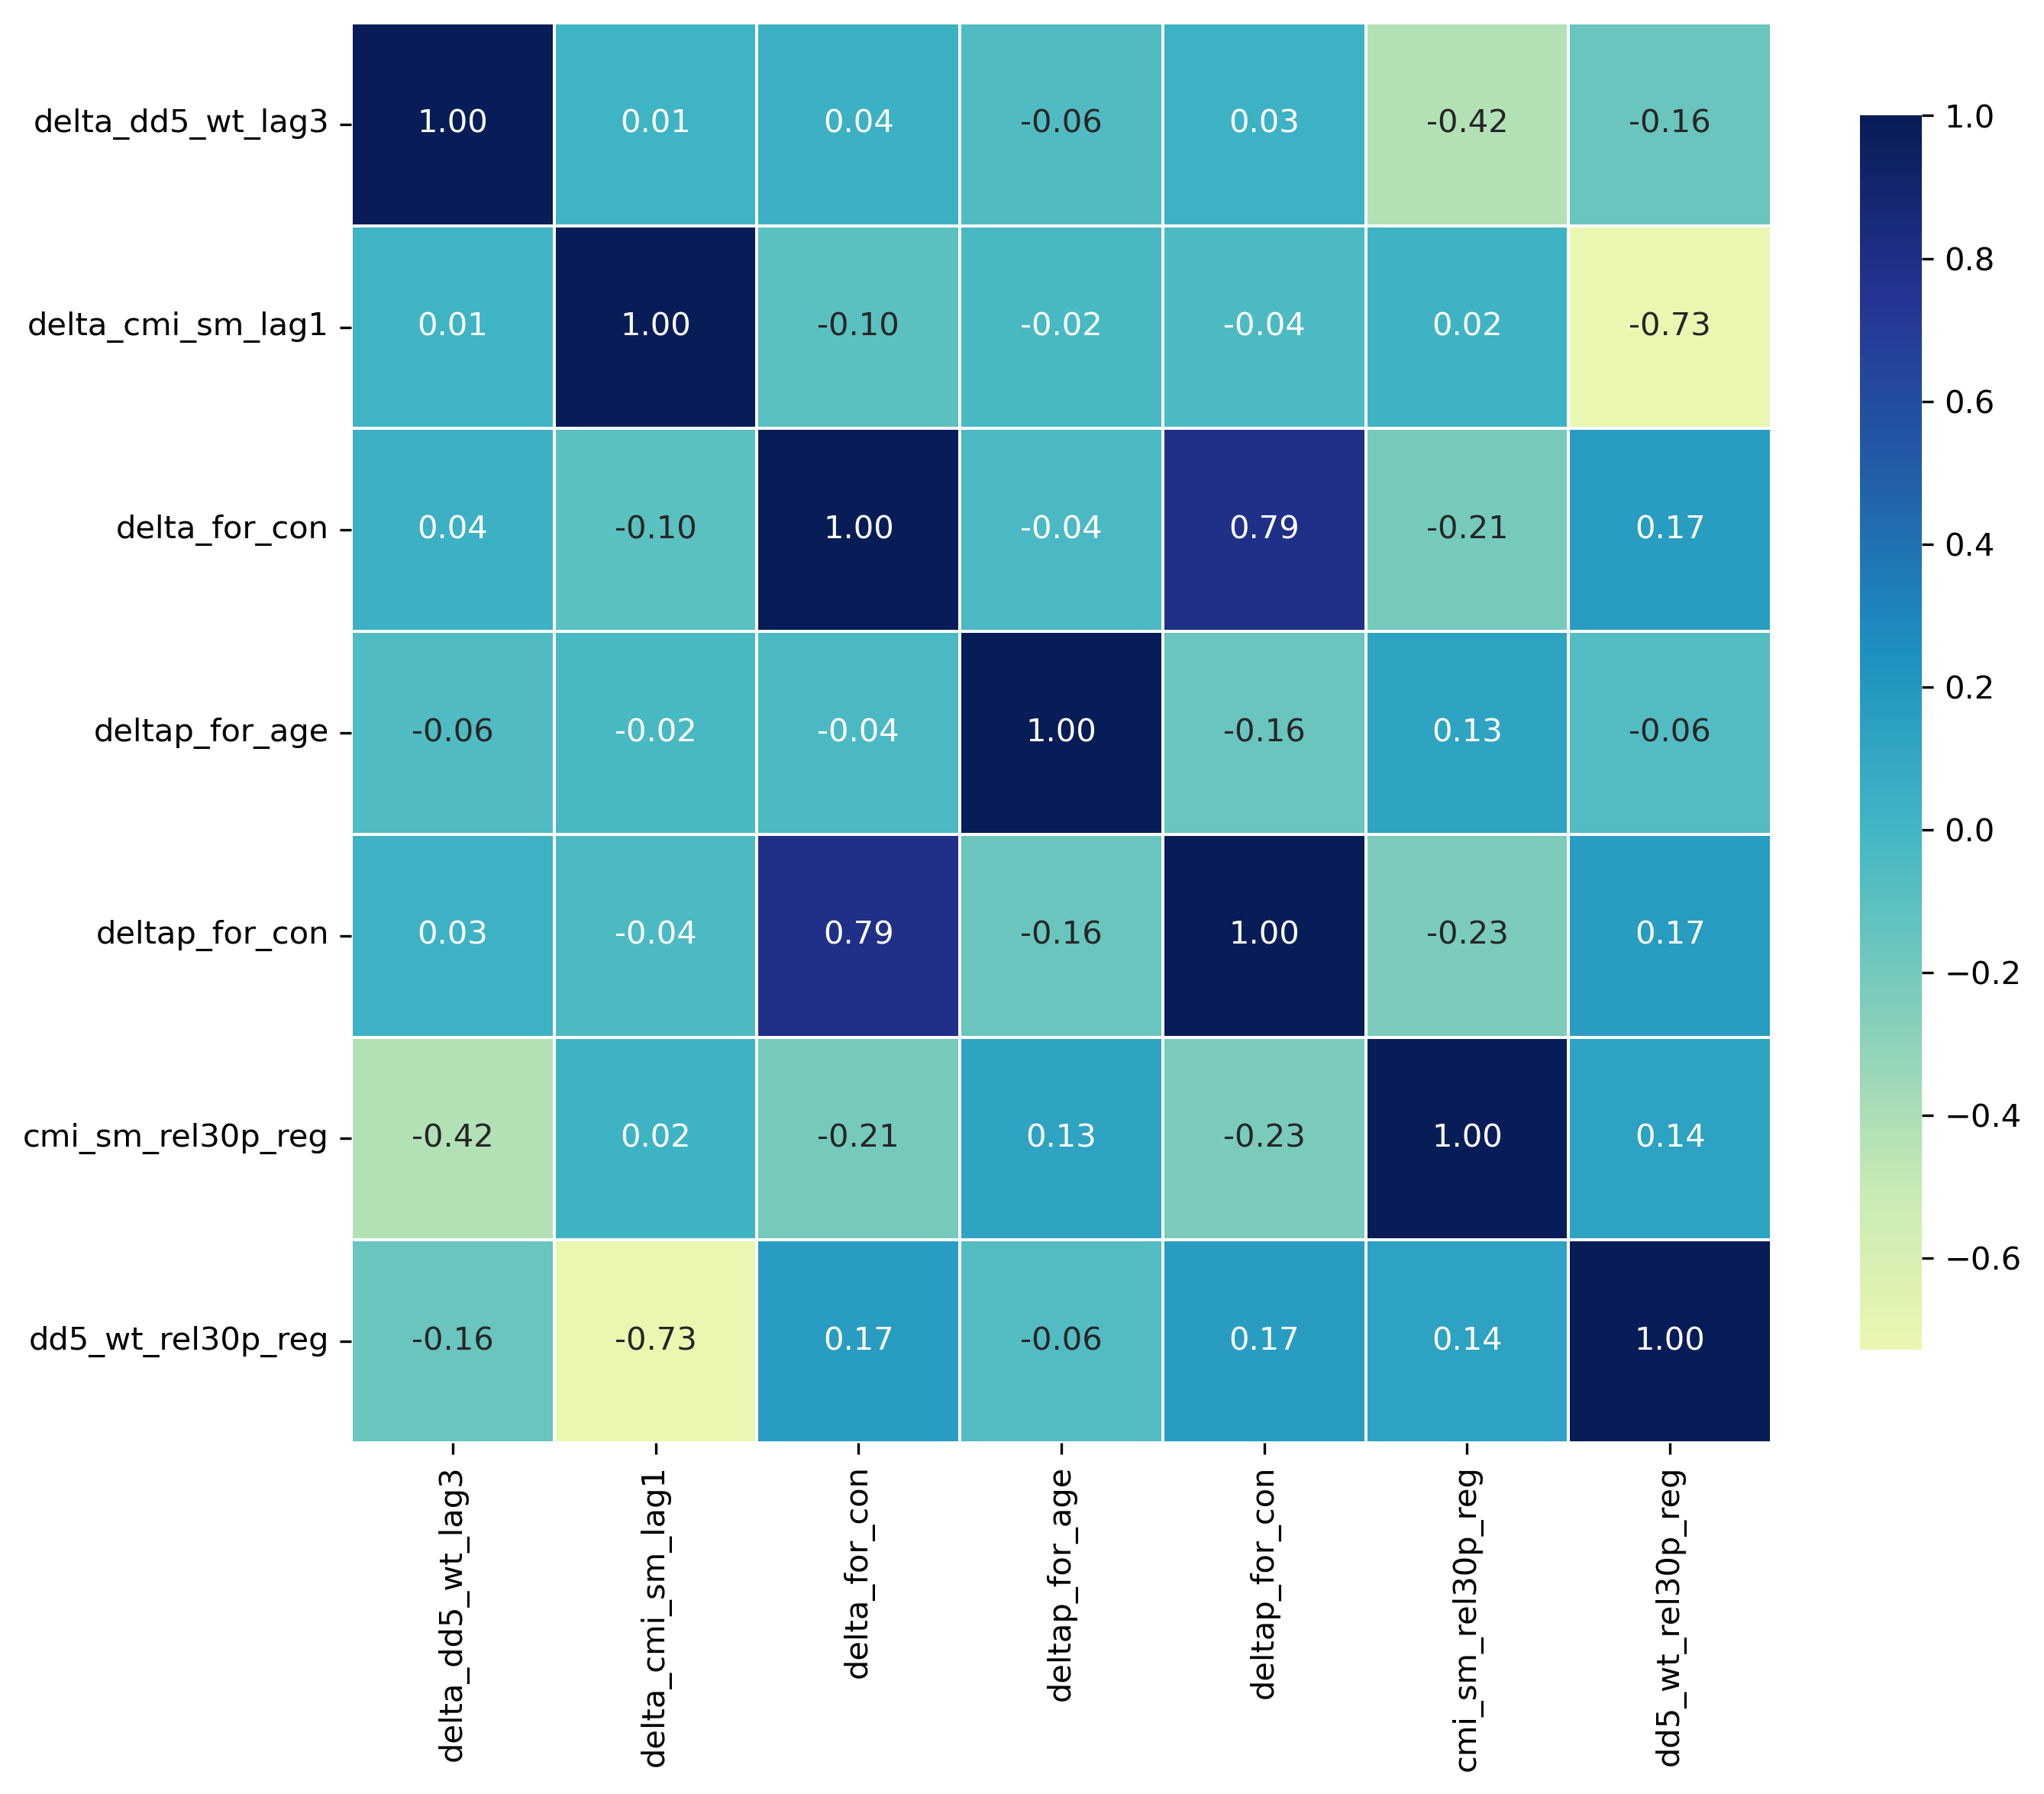 delta_dd5_wt_lag3 1.00 0.01 0.04 -0.06 0.03 -0.42 -0.16
delta_cmi_sm_lag1 0.01 1.00 -0.10 -0.02 -0.04 0.02 -0.73
delta_for_con 0.04 -0.10 1.00 -0.04 0.79 -0.21 0.17
deltap_for_age -0.06 -0.02 -0.04 1.00 -0.16 0.13 -0.06
deltap_for_con 0.03 -0.04 0.79 -0.16 1.00 -0.23 0.17
cmi_sm_rel30p_reg -0.42 0.02 -0.21 0.13 -0.23 1.00 0.14
dd5_wt_rel30p_reg -0.16 -0.73 0.17 -0.06 0.17 0.14 1.00
delta_dd5_wt_lag3
delta_cmi_sm_lag1
delta_for_con
deltap_for_age
deltap_for_con
cmi_sm_rel30p_reg
dd5_wt_rel30p_reg
1.0
0.8
0.6
0.4
0.2
0.0
−0.2
−0.4
−0.6